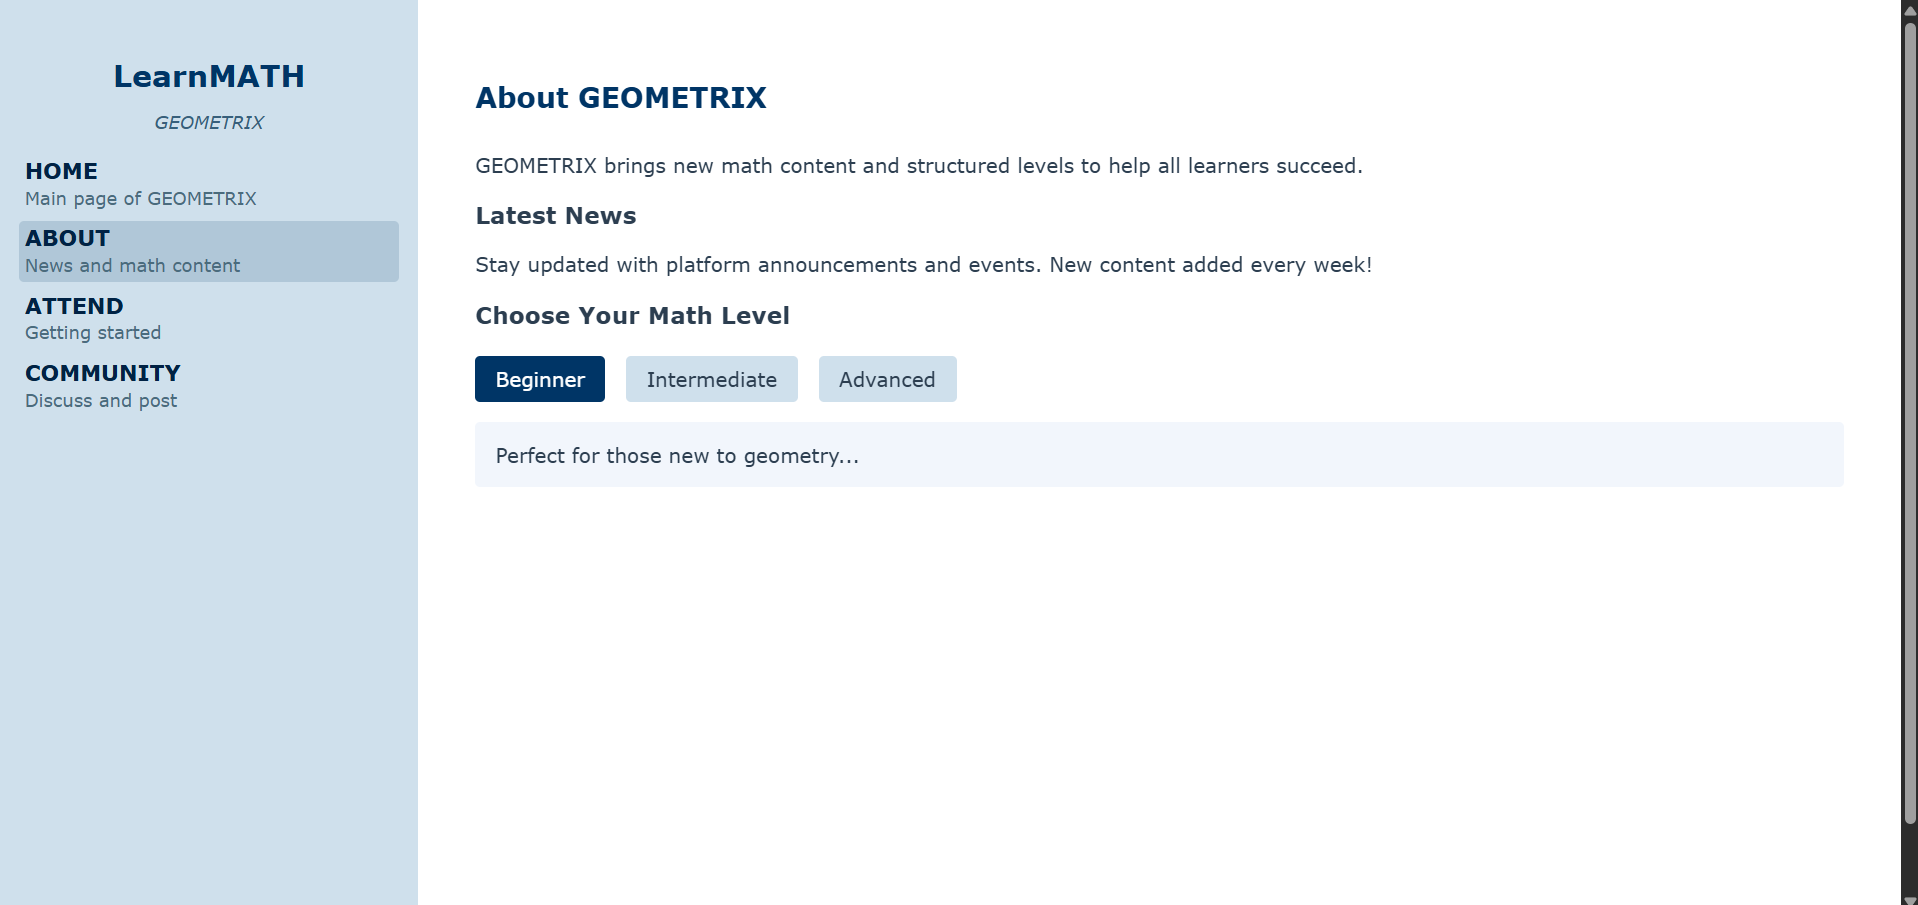 LearnMATH
GEOMETRIX
HOME
Main page of GEOMETRIX
ABOUT
News and math content
ATTEND
Getting started
COMMUNITY
Discuss and post
About GEOMETRIX
GEOMETRIX brings new math content and structured levels to help all learners succeed.
Latest News
Stay updated with platform announcements and events. New content added every week!
Choose Your Math Level
Beginner Intermediate Advanced
Perfect for those new to geometry...